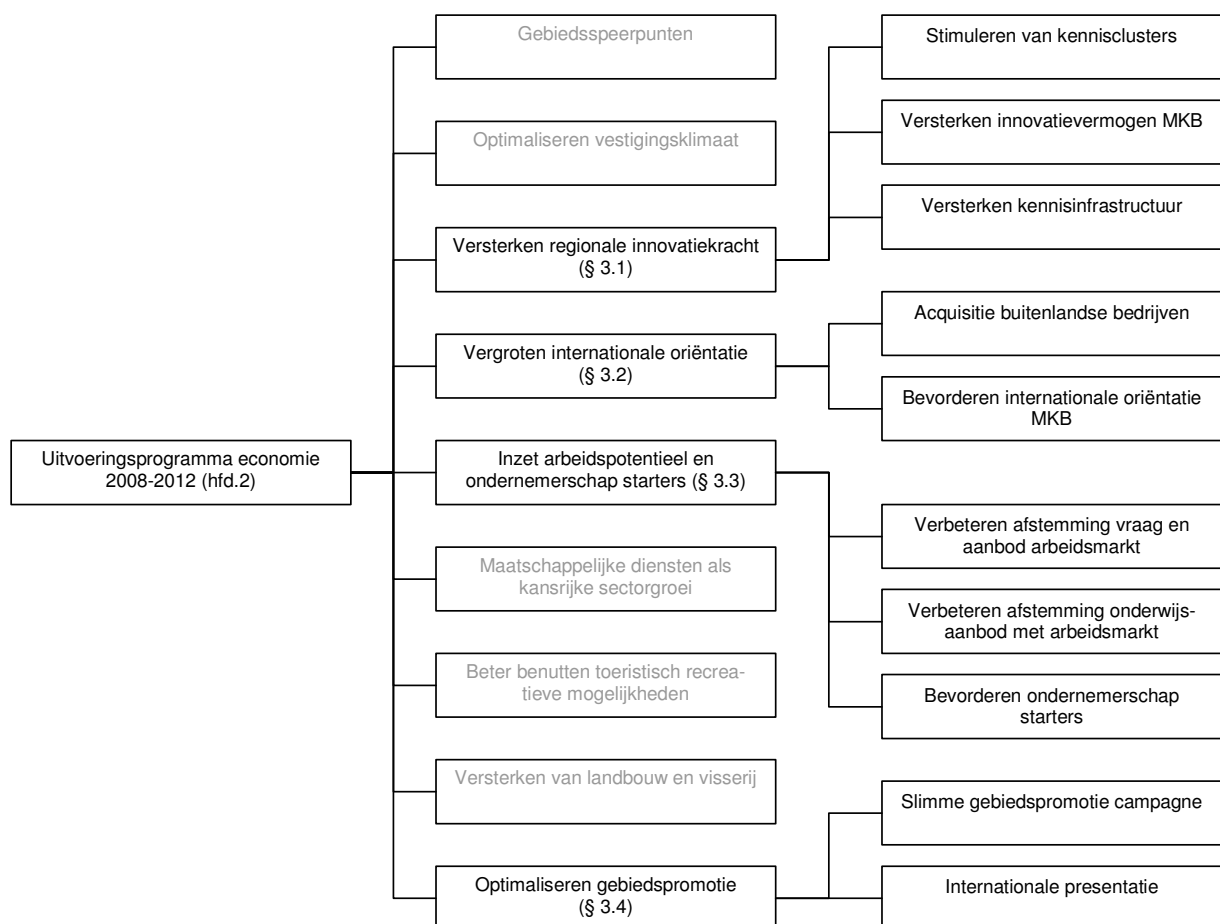 Uitvoeringsprogramma economie
2008-2012 (hfd.2)
Gebiedsspeerpunten
Optimaliseren vestigingsklimaat
Versterken regionale innovatiekracht
(§ 3.1)
Vergroten internationale oriëntatie
(§ 3.2)
Inzet arbeidspotentieel en
ondernemerschap starters (§ 3.3)
Maatschappelijke diensten als
kansrijke sectorgroei
Beter benutten toeristisch recrea-
tieve mogelijkheden
Versterken van landbouw en visserij
Optimaliseren gebiedspromotie
(§ 3.4)
Stimuleren van kennisclusters
Versterken innovatievermogen MKB
Versterken kennisinfrastructuur
Acquisitie buitenlandse bedrijven
Bevorderen internationale oriëntatie
MKB
Verbeteren afstemming vraag en
aanbod arbeidsmarkt
Verbeteren afstemming onderwijs-
aanbod met arbeidsmarkt
Bevorderen ondernemerschap
starters
Slimme gebiedspromotie campagne
Internationale presentatie